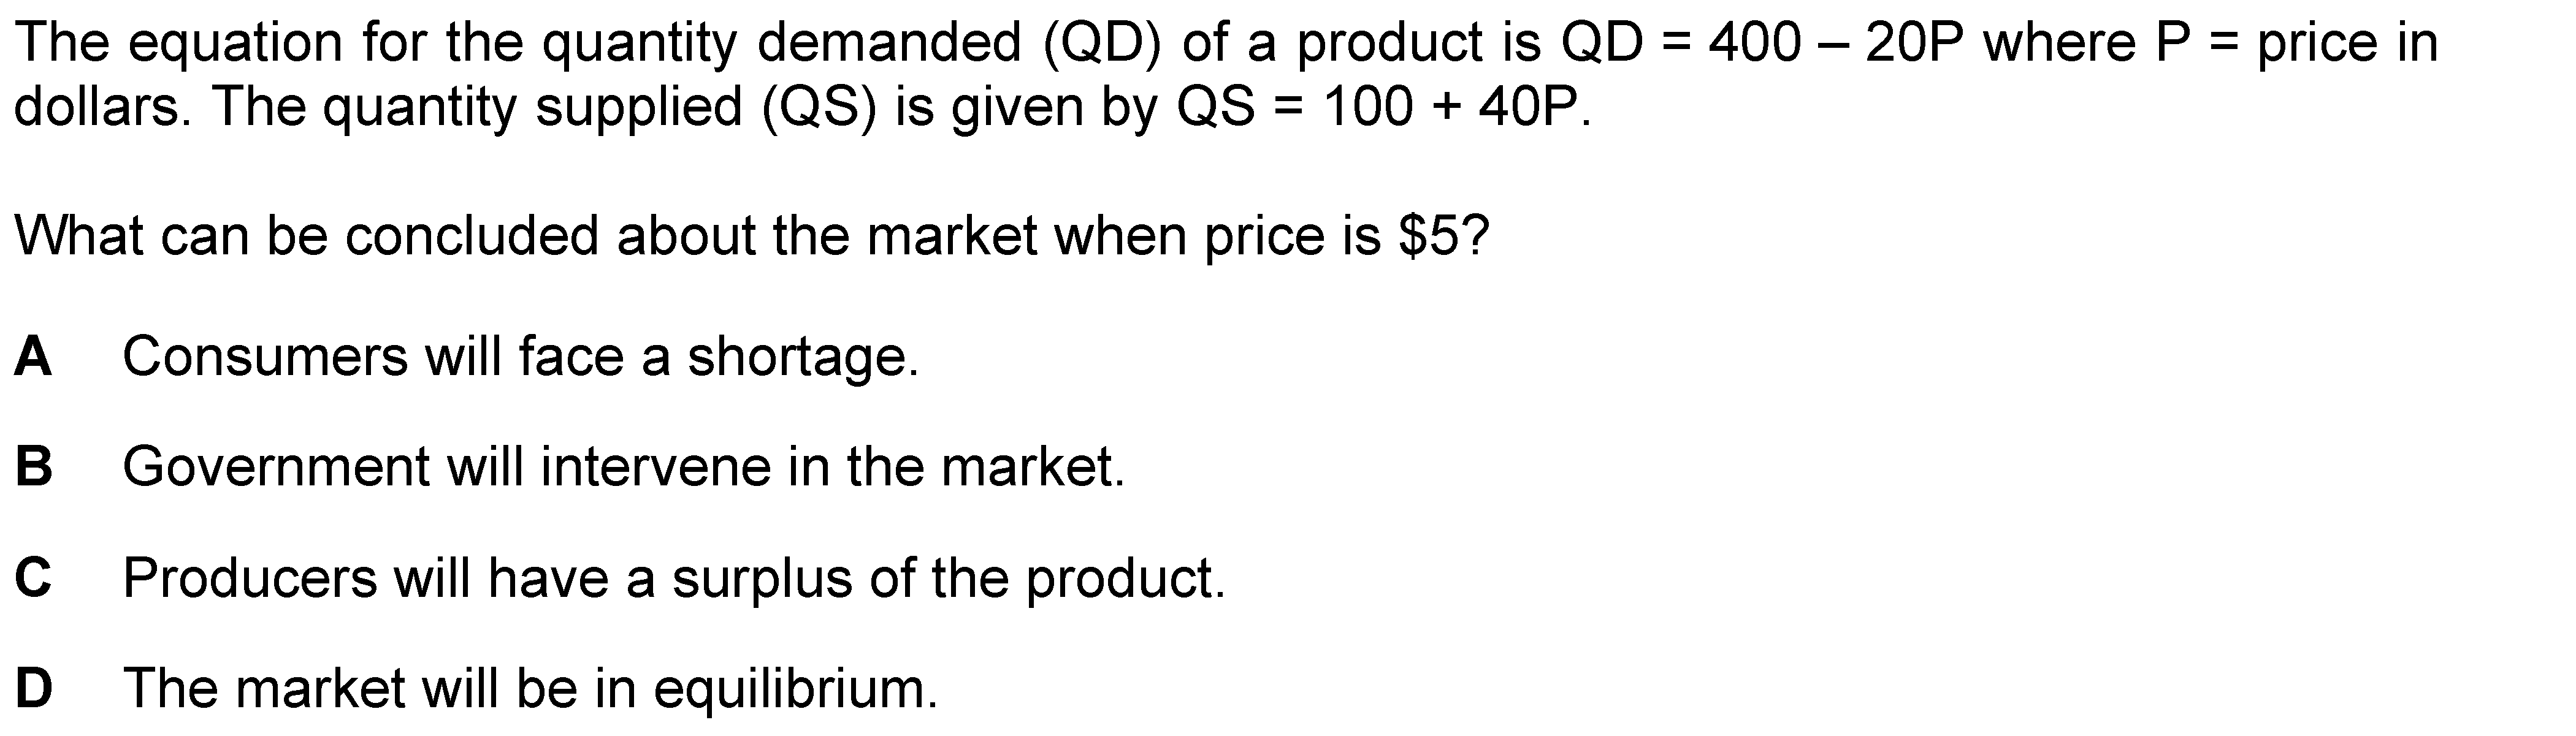 The equation for the quantity demanded (QD) of a product is QD = 400 – 20P where P = price in
dollars. The quantity supplied (QS) is given by QS = 100 + 40P.
What can be concluded about the market when price is $5?
A Consumers will face a shortage.
B Government will intervene in the market.
C Producers will have a surplus of the product.
D The market will be in equilibrium.